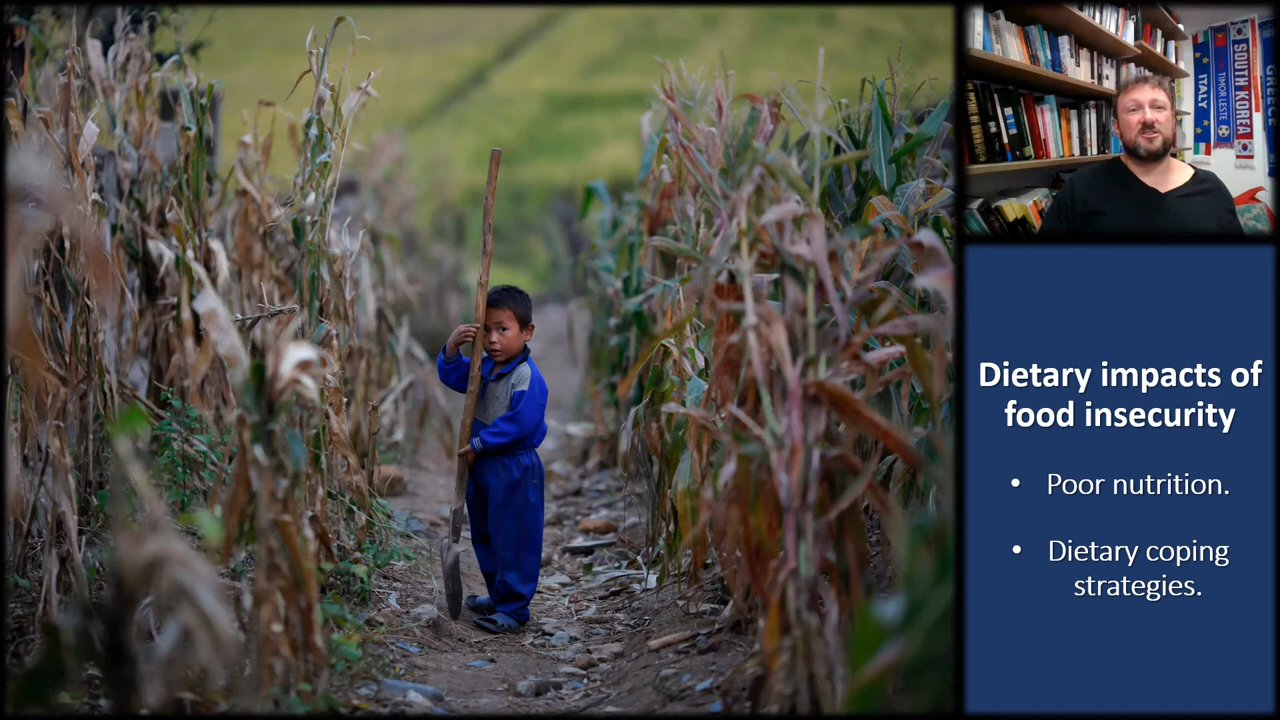 ITALY
TIMOR LESTE
SOUTH KOREA
GREECE
Dietary impacts of
food insecurity
• Poor nutrition.
• Dietary coping
strategies.